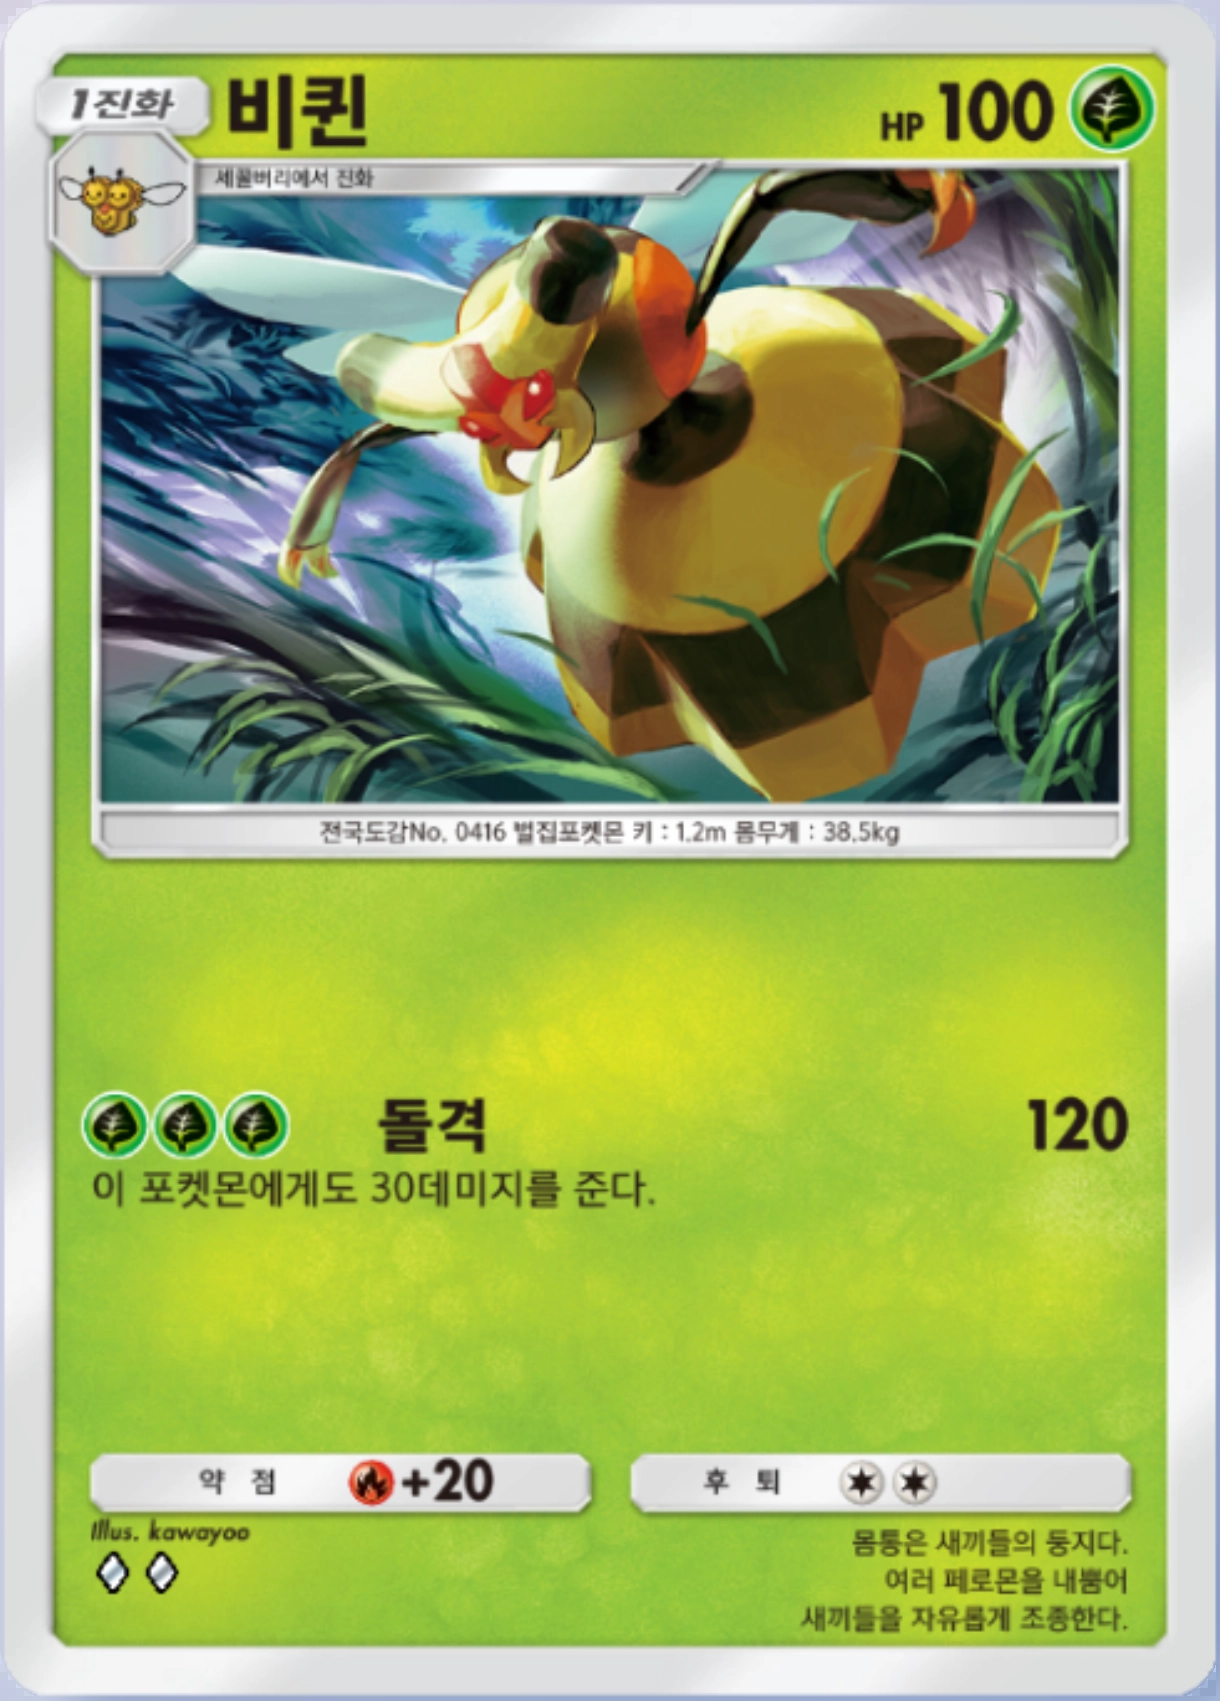 1진화
비퀸
HP 100
세꿀버리에서 진화
전국도감No. 0416 벌집포켓몬 키 : 1.2m 몸무게 : 38.5kg
돌격 120
이 포켓몬에게도 30데미지를 준다.
약점 +20
후퇴
Illus. kawayoo
몸통은 새끼들의 둥지다.
여러 페로몬을 내뿜어
새끼들을 자유롭게 조종한다.